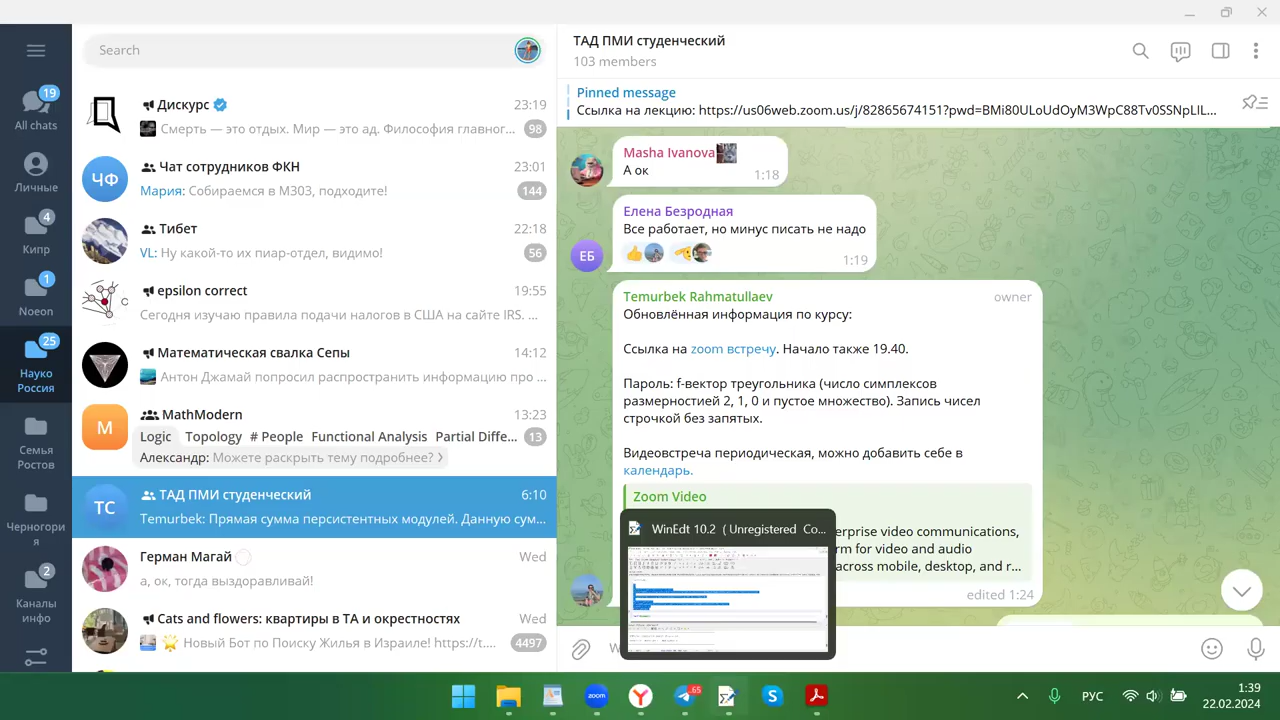 Search
ТАД ПМИ студенческий
103 members
Pinned message
Ссылка на лекцию: https://us06web.zoom.us/j/82865674151?pwd=BMi80ULoUdOyM3WpC88Tv0SSNpLIL...
19
All chats
Личные
4
Кипр
1
Noeon
25
Науко
Россия
Семья
Ростов
Черногори
я
2
Каналы
инфо
Дискурс
23:19
Смерть — это отдых. Мир — это ад. Философия главног...
98
ЧФ
Чат сотрудников ФКН
23:01
Мария: Собираемся в М303, подходите!
144
Тибет
22:18
VL: Ну какой-то их пиар-отдел, видимо!
56
epsilon correct
19:55
Сегодня изучаю правила подачи налогов в США на сайте IRS. ...
Математическая свалка Сепы
14:12
Антон Джамай попросил распространить информацию про ...
M
MathModern
13:23
Logic Topology # People Functional Analysis Partial Diffe...
13
Александр: Можете раскрыть тему подробнее?
ТС
ТАД ПМИ студенческий
6:10
Temurbek: Прямая сумма персистентных модулей. Данную сум...
Герман Магай
Wed
а, ок, тогда выздоравливай!
Cats and flowers: квартиры в ТА и окрестностях
Wed
по Поиску Жилья в Израиле! https://t....
4497
Masha Ivanova
А ок
1:18
ЕБ
Елена Безродная
Все работает, но минус писать не надо
1:19
Temurbek Rahmatullaev
owner
Обновлённая информация по курсу:
Ссылка на zoom встречу. Начало также 19.40.
Пароль: f-вектор треугольника (число симплексов
размерностией 2, 1, 0 и пустое множество). Запись чисел
строчкой без запятых.
Видеовстреча периодическая, можно добавить себе в
календарь.
Zoom Video
erprise video communications,
rm for video and audio
across mobile, desktop, and r...
edited 1:24
WinEdt 10.2 ( Unregistered Co...
W
zoom
.65
РУС
1:39
22.02.2024